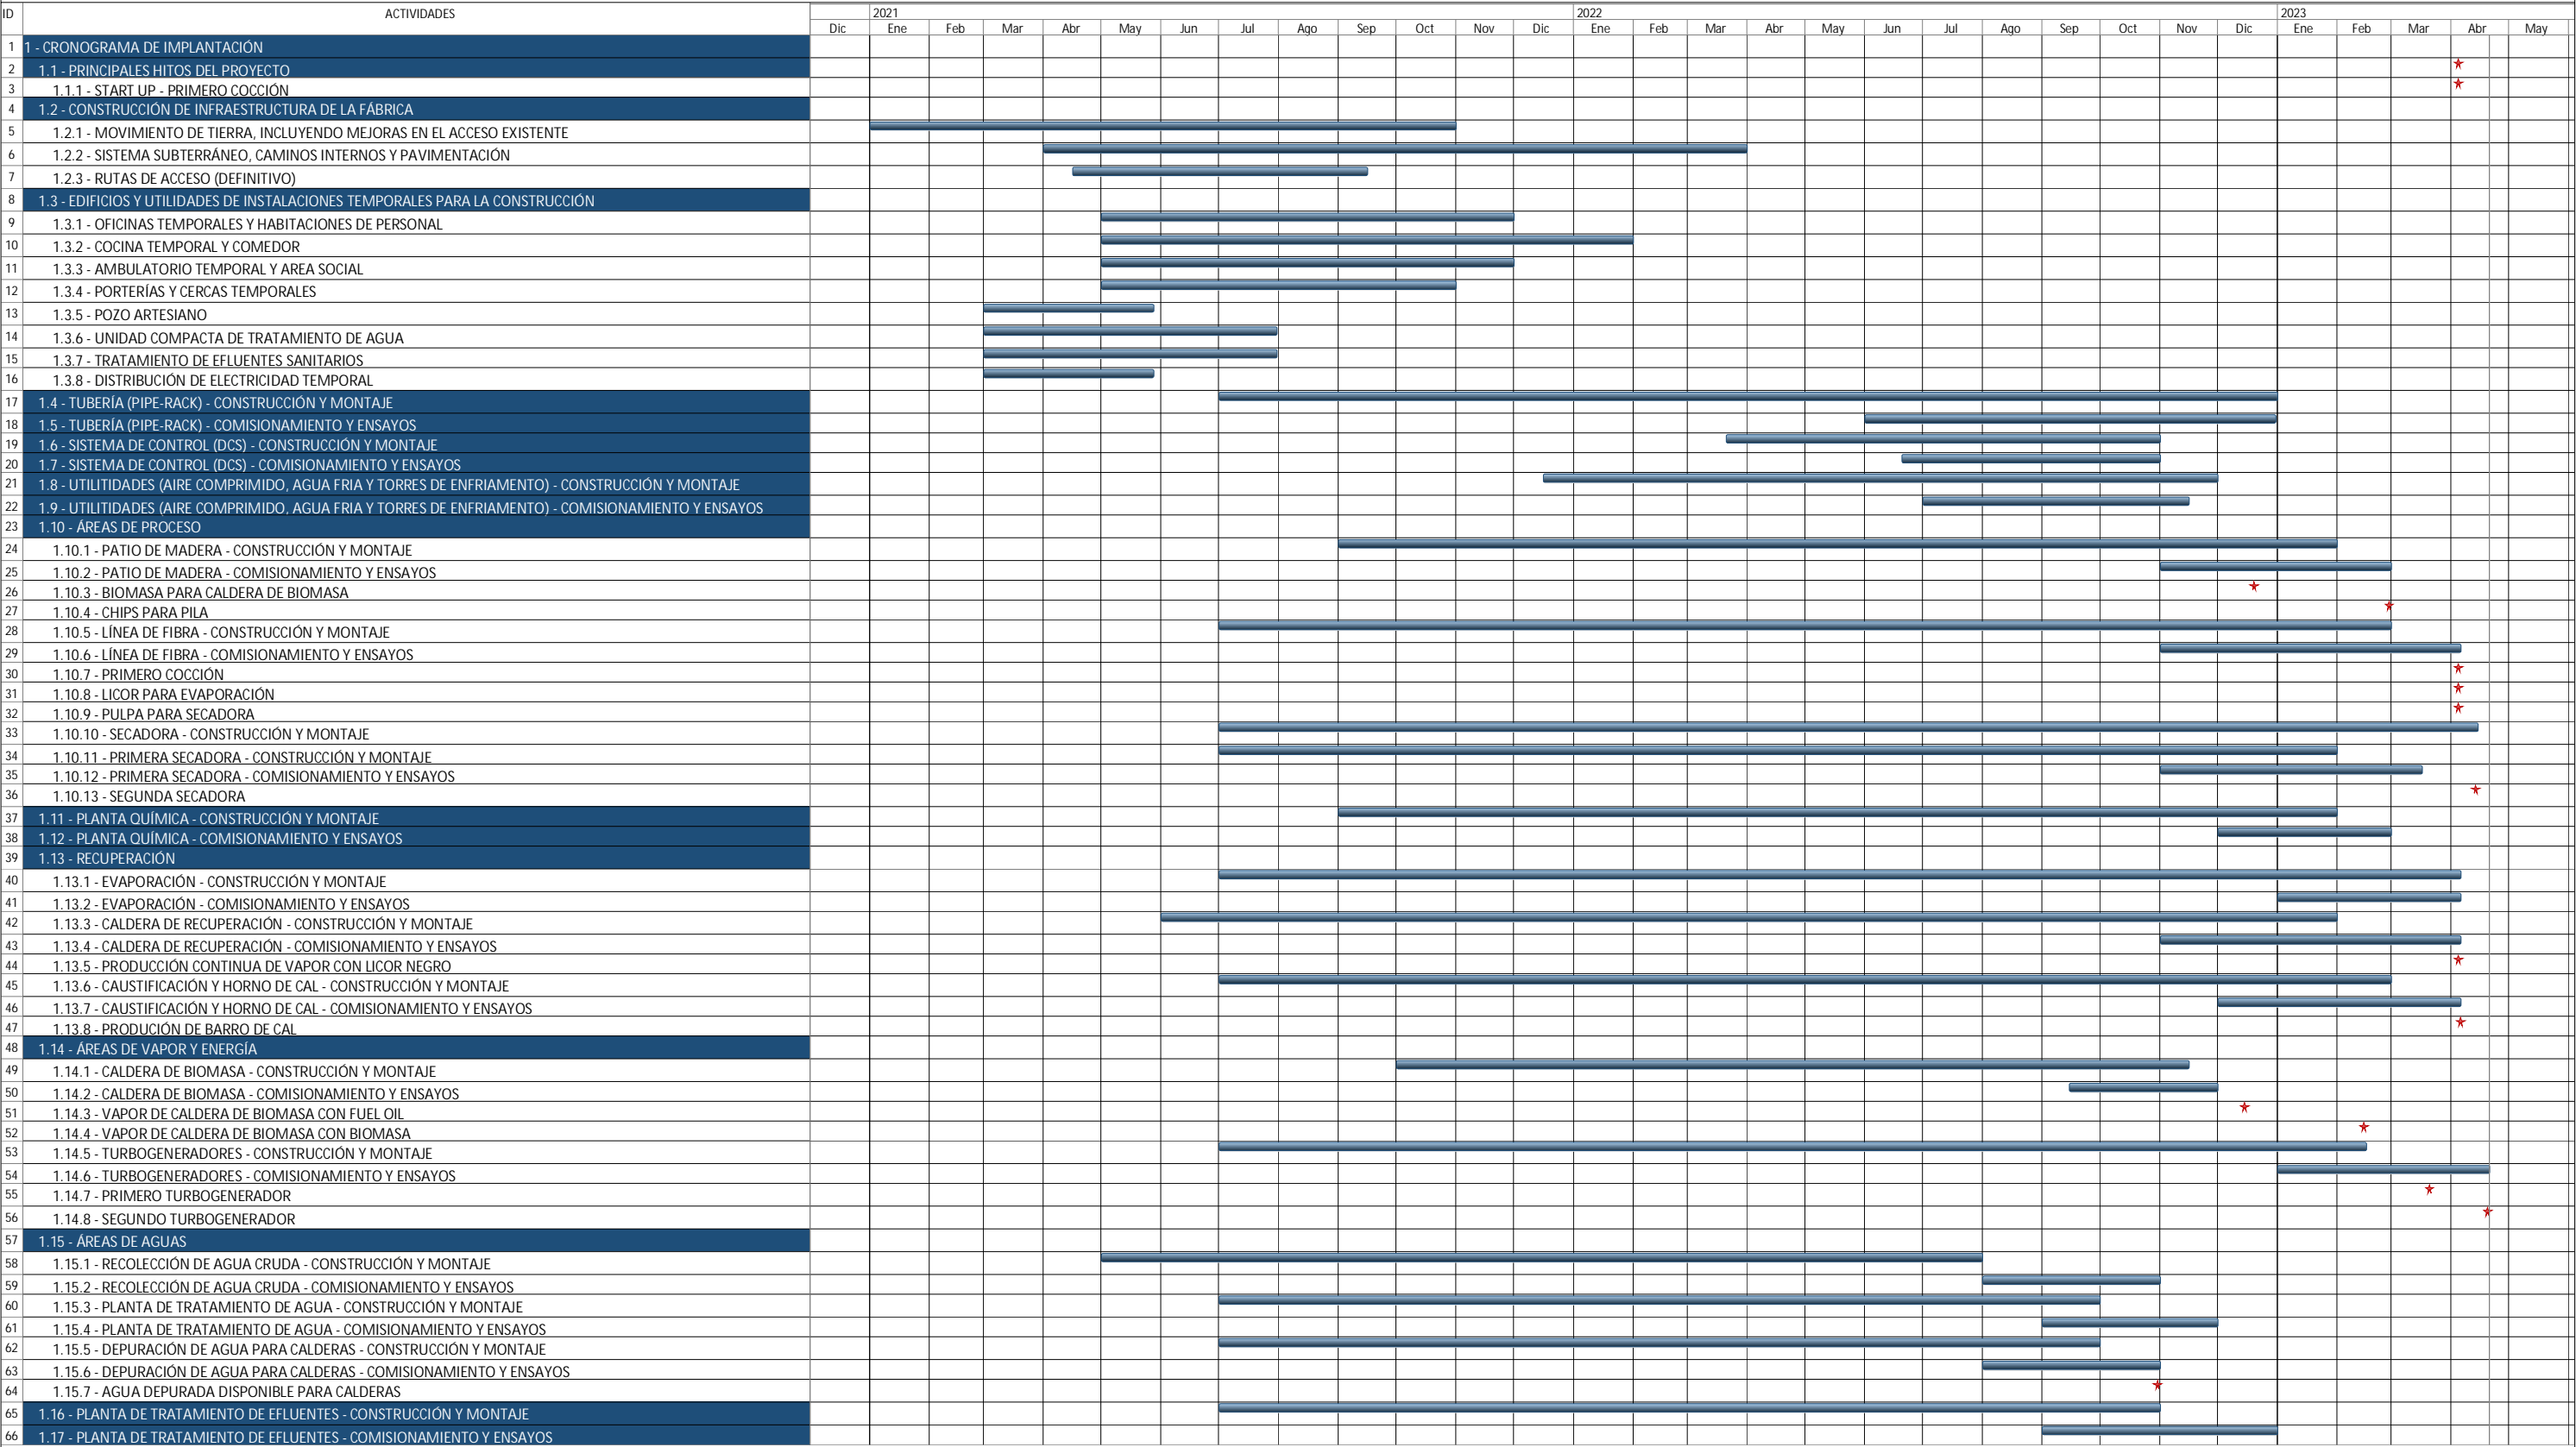 ID ACTIVIDADES 2021 2022 2023
Dic Ene Feb Mar Abr May Jun Jul Ago Sep Oct Nov Dic Ene Feb Mar Abr May Jun Jul Ago Sep Oct Nov Dic Ene Feb Mar Abr May
1 1 - CRONOGRAMA DE IMPLANTACIÓN
2 1.1 - PRINCIPALES HITOS DEL PROYECTO
3 1.1.1 - START UP - PRIMERO COCCIÓN
4 1.2 - CONSTRUCCIÓN DE INFRAESTRUCTURA DE LA FÁBRICA
5 1.2.1 - MOVIMIENTO DE TIERRA, INCLUYENDO MEJORAS EN EL ACCESO EXISTENTE
6 1.2.2 - SISTEMA SUBTERRÁNEO, CAMINOS INTERNOS Y PAVIMENTACIÓN
7 1.2.3 - RUTAS DE ACCESO (DEFINITIVO)
8 1.3 - EDIFICIOS Y UTILIDADES DE INSTALACIONES TEMPORALES PARA LA CONSTRUCCIÓN
9 1.3.1 - OFICINAS TEMPORALES Y HABITACIONES DE PERSONAL
10 1.3.2 - COCINA TEMPORAL Y COMEDOR
11 1.3.3 - AMBULATORIO TEMPORAL Y AREA SOCIAL
12 1.3.4 - PORTERÍAS Y CERCAS TEMPORALES
13 1.3.5 - POZO ARTESIANO
14 1.3.6 - UNIDAD COMPACTA DE TRATAMIENTO DE AGUA
15 1.3.7 - TRATAMIENTO DE EFLUENTES SANITARIOS
16 1.3.8 - DISTRIBUCIÓN DE ELECTRICIDAD TEMPORAL
17 1.4 - TUBERÍA (PIPE-RACK) - CONSTRUCCIÓN Y MONTAJE
18 1.5 - TUBERÍA (PIPE-RACK) - COMISIONAMIENTO Y ENSAYOS
19 1.6 - SISTEMA DE CONTROL (DCS) - CONSTRUCCIÓN Y MONTAJE
20 1.7 - SISTEMA DE CONTROL (DCS) - COMISIONAMIENTO Y ENSAYOS
21 1.8 - UTILITIDADES (AIRE COMPRIMIDO, AGUA FRIA Y TORRES DE ENFRIAMENTO) - CONSTRUCCIÓN Y MONTAJE
22 1.9 - UTILITIDADES (AIRE COMPRIMIDO, AGUA FRIA Y TORRES DE ENFRIAMENTO) - COMISIONAMIENTO Y ENSAYOS
23 1.10 - ÁREAS DE PROCESO
24 1.10.1 - PATIO DE MADERA - CONSTRUCCIÓN Y MONTAJE
25 1.10.2 - PATIO DE MADERA - COMISIONAMIENTO Y ENSAYOS
26 1.10.3 - BIOMASA PARA CALDERA DE BIOMASA
27 1.10.4 - CHIPS PARA PILA
28 1.10.5 - LÍNEA DE FIBRA - CONSTRUCCIÓN Y MONTAJE
29 1.10.6 - LÍNEA DE FIBRA - COMISIONAMIENTO Y ENSAYOS
30 1.10.7 - PRIMERO COCCIÓN
31 1.10.8 - LICOR PARA EVAPORACIÓN
32 1.10.9 - PULPA PARA SECADORA
33 1.10.10 - SECADORA - CONSTRUCCIÓN Y MONTAJE
34 1.10.11 - PRIMERA SECADORA - CONSTRUCCIÓN Y MONTAJE
35 1.10.12 - PRIMERA SECADORA - COMISIONAMIENTO Y ENSAYOS
36 1.10.13 - SEGUNDA SECADORA
37 1.11 - PLANTA QUÍMICA - CONSTRUCCIÓN Y MONTAJE
38 1.12 - PLANTA QUÍMICA - COMISIONAMIENTO Y ENSAYOS
39 1.13 - RECUPERACIÓN
40 1.13.1 - EVAPORACIÓN - CONSTRUCCIÓN Y MONTAJE
41 1.13.2 - EVAPORACIÓN - COMISIONAMIENTO Y ENSAYOS
42 1.13.3 - CALDERA DE RECUPERACIÓN - CONSTRUCCIÓN Y MONTAJE
43 1.13.4 - CALDERA DE RECUPERACIÓN - COMISIONAMIENTO Y ENSAYOS
44 1.13.5 - PRODUCCIÓN CONTINUA DE VAPOR CON LICOR NEGRO
45 1.13.6 - CAUSTIFICACIÓN Y HORNO DE CAL - CONSTRUCCIÓN Y MONTAJE
46 1.13.7 - CAUSTIFICACIÓN Y HORNO DE CAL - COMISIONAMIENTO Y ENSAYOS
47 1.13.8 - PRODUCIÓN DE BARRO DE CAL
48 1.14 - ÁREAS DE VAPOR Y ENERGÍA
49 1.14.1 - CALDERA DE BIOMASA - CONSTRUCCIÓN Y MONTAJE
50 1.14.2 - CALDERA DE BIOMASA - COMISIONAMIENTO Y ENSAYOS
51 1.14.3 - VAPOR DE CALDERA DE BIOMASA CON FUEL OIL
52 1.14.4 - VAPOR DE CALDERA DE BIOMASA CON BIOMASA
53 1.14.5 - TURBOGENERADORES - CONSTRUCCIÓN Y MONTAJE
54 1.14.6 - TURBOGENERADORES - COMISIONAMIENTO Y ENSAYOS
55 1.14.7 - PRIMERO TURBOGENERADOR
56 1.14.8 - SEGUNDO TURBOGENERADOR
57 1.15 - ÁREAS DE AGUAS
58 1.15.1 - RECOLECCIÓN DE AGUA CRUDA - CONSTRUCCIÓN Y MONTAJE
59 1.15.2 - RECOLECCIÓN DE AGUA CRUDA - COMISIONAMIENTO Y ENSAYOS
60 1.15.3 - PLANTA DE TRATAMIENTO DE AGUA - CONSTRUCCIÓN Y MONTAJE
61 1.15.4 - PLANTA DE TRATAMIENTO DE AGUA - COMISIONAMIENTO Y ENSAYOS
62 1.15.5 - DEPURACIÓN DE AGUA PARA CALDERAS - CONSTRUCCIÓN Y MONTAJE
63 1.15.6 - DEPURACIÓN DE AGUA PARA CALDERAS - COMISIONAMIENTO Y ENSAYOS
64 1.15.7 - AGUA DEPURADA DISPONIBLE PARA CALDERAS
65 1.16 - PLANTA DE TRATAMIENTO DE EFLUENTES - CONSTRUCCIÓN Y MONTAJE
66 1.17 - PLANTA DE TRATAMIENTO DE EFLUENTES - COMISIONAMIENTO Y ENSAYOS